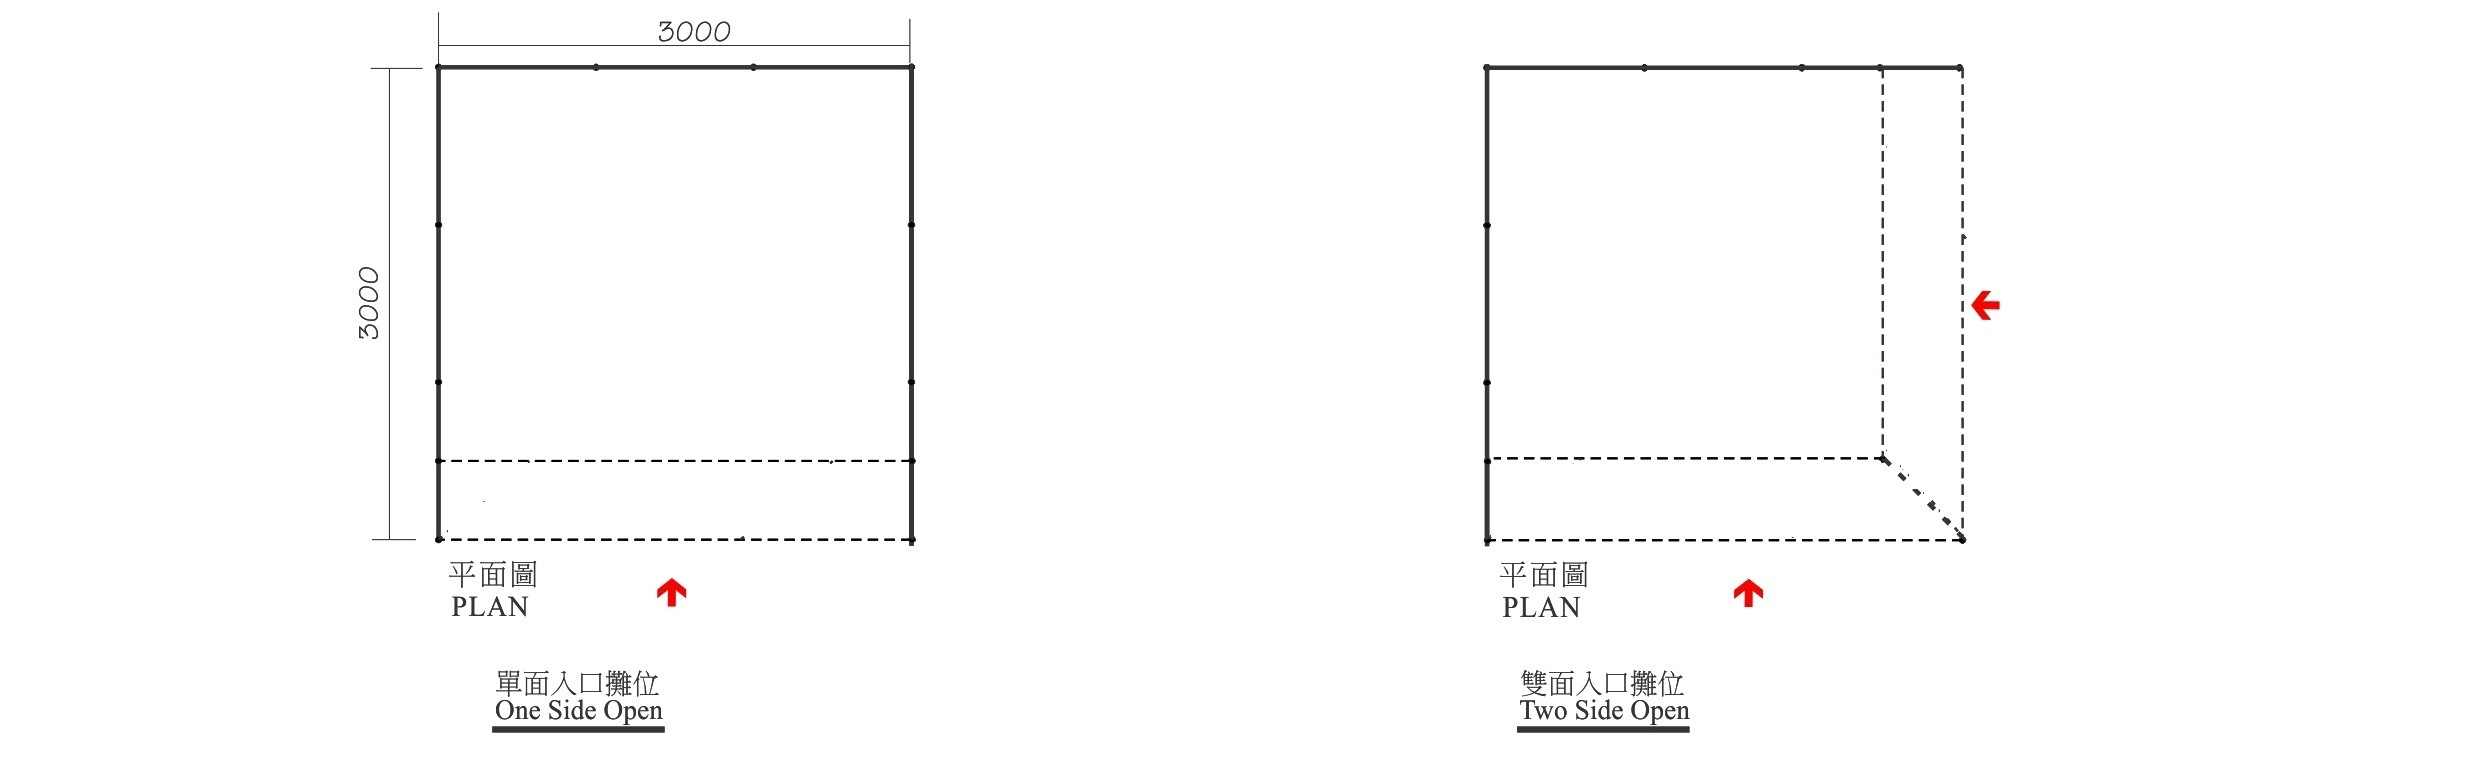 3000
3000
平面圖
PLAN
單面入口攤位
One Side Open
平面圖
PLAN
雙面入口攤位
Two Side Open